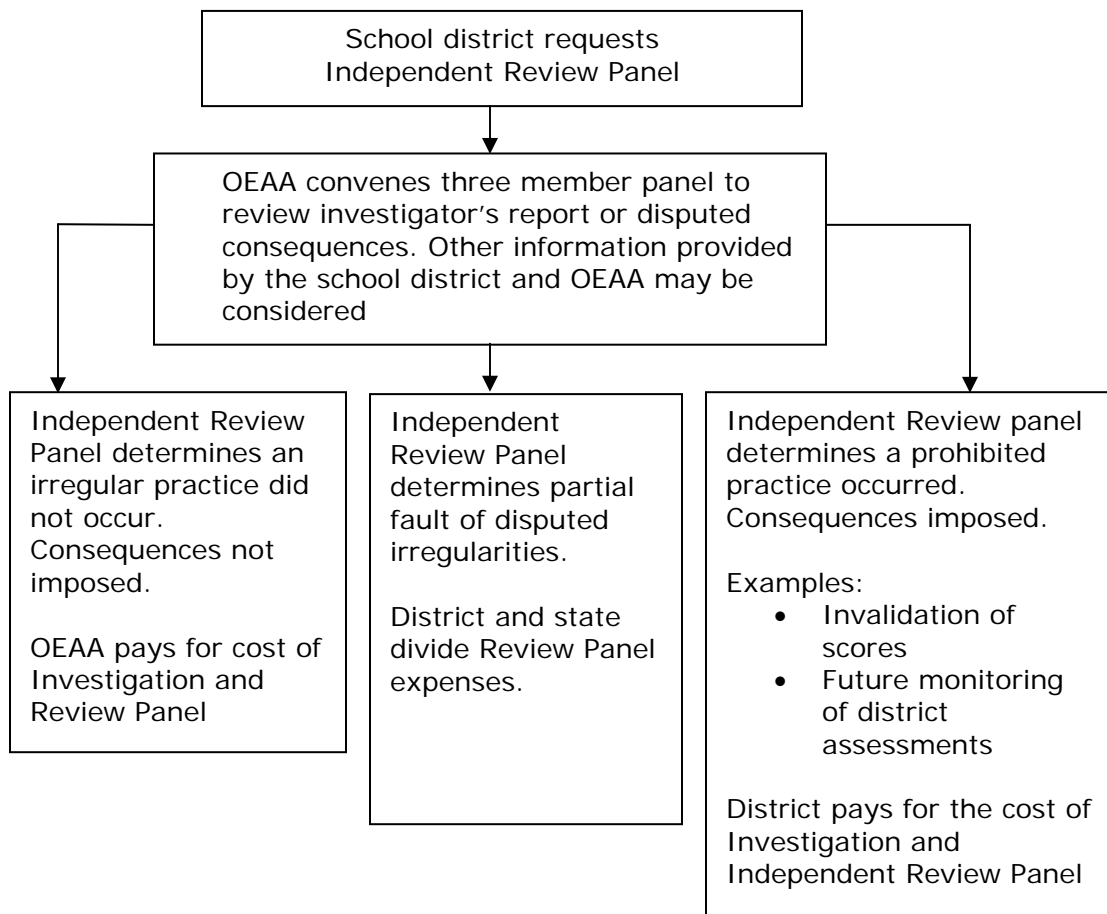 School district requests
Independent Review Panel
OEAA convenes three member panel to
review investigator's report or disputed
consequences. Other information provided
by the school district and OEAA may be
considered
Independent Review
Panel determines an
irregular practice did
not occur.
Consequences not
imposed.
OEAA pays for cost of
Investigation and
Review Panel
Independent
Review Panel
determines partial
fault of disputed
irregularities.
District and state
divide Review Panel
expenses.
Independent Review panel
determines a prohibited
practice occurred.
Consequences imposed.
Examples:
• Invalidation of
scores
• Future monitoring
of district
assessments
District pays for the cost of
Investigation and
Independent Review Panel